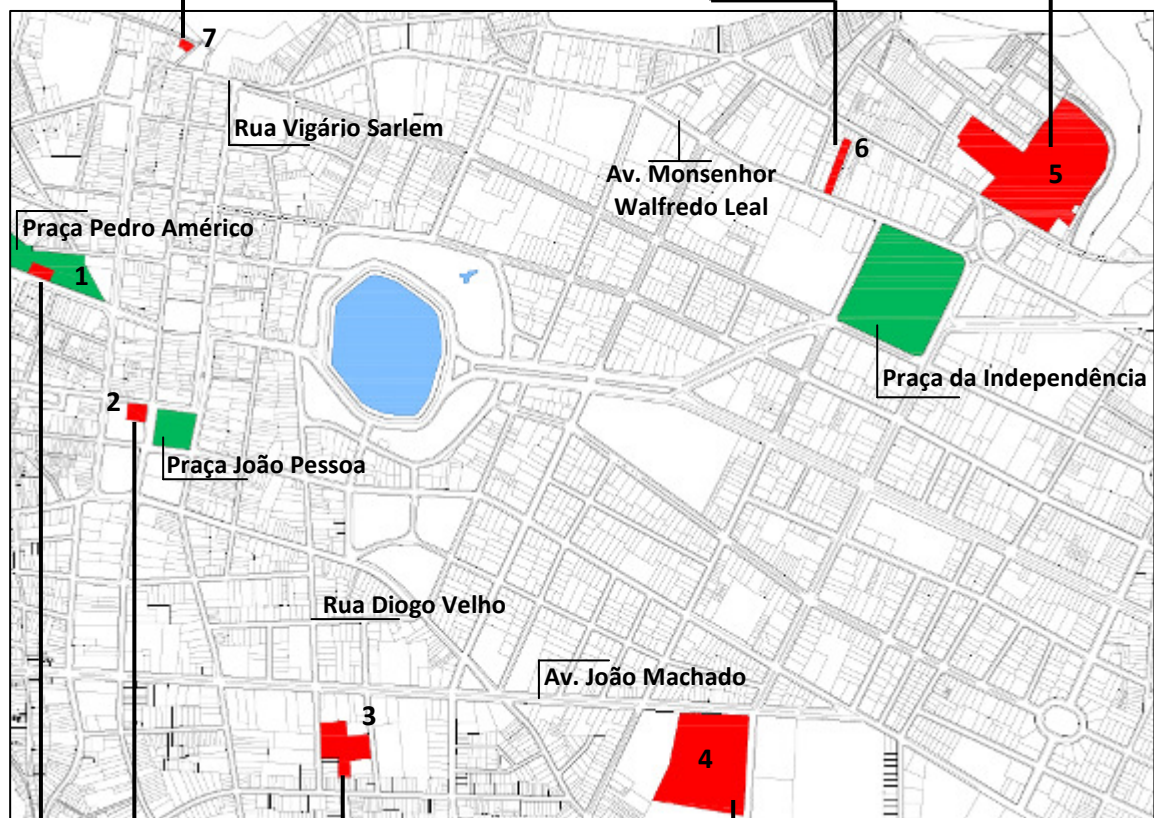 7
Rua Vigário Sarlem
6
Av. Monsenhor
Walfredo Leal
5
Praça Pedro Américo
1
Praça da Independência
2
Praça João Pessoa
Rua Diogo Velho
Av. João Machado
3
4